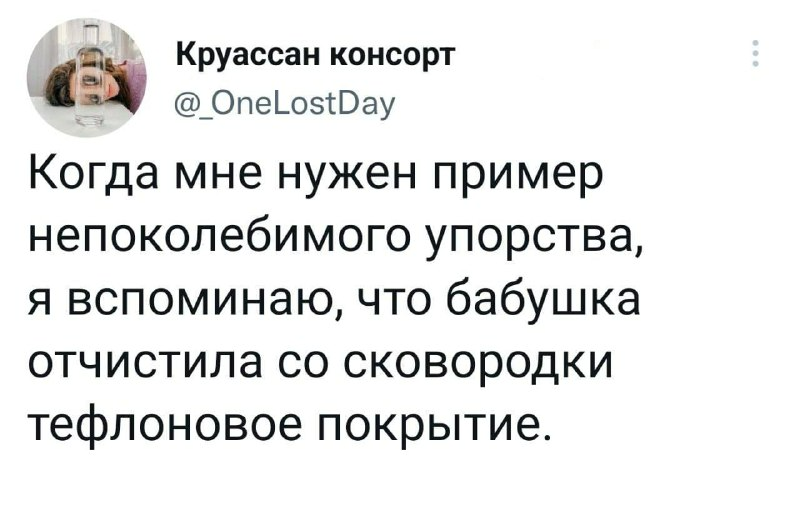 Круассан консорт
@_OneLostDay
Когда мне нужен пример
непоколебимого упорства,
я вспоминаю, что бабушка
отчистила со сковородки
тефлоновое покрытие.